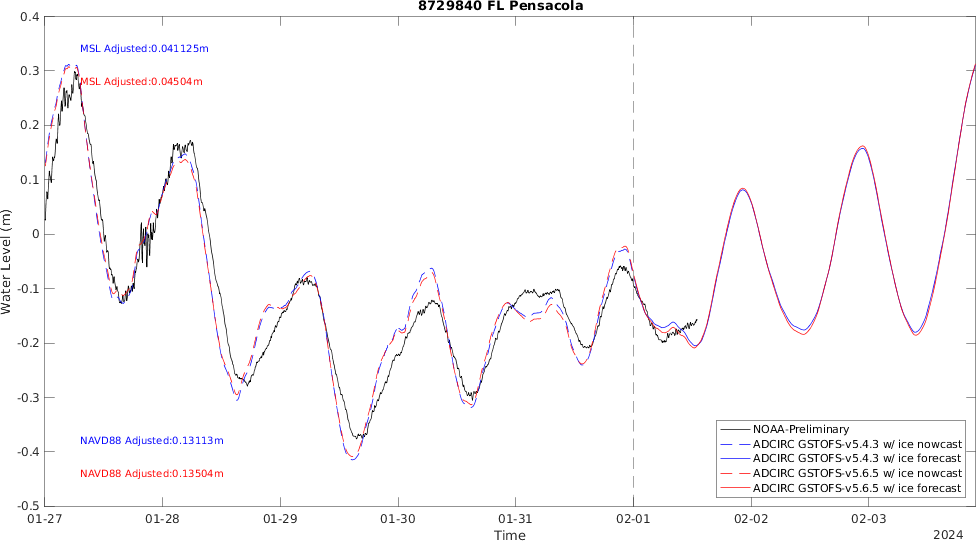 8729840 FL Pensacola
0.4
0.3
0.2
0.1
0
-0.1
-0.2
-0.3
-0.4
-0.5
Water Level (m)
MSL Adjusted:0.041125m
MSL Adjusted:0.04504m
NAVD88 Adjusted:0.13113m
NAVD88 Adjusted:0.13504m
NOAA-Preliminary
ADCIRC GSTOFS-v5.4.3 w/ ice nowcast
ADCIRC GSTOFS-v5.4.3 w/ ice forecast
ADCIRC GSTOFS-v5.6.5 w/ ice nowcast
ADCIRC GSTOFS-v5.6.5 w/ ice forecast
01-27 01-28 01-29 01-30 01-31 02-01 02-02 02-03
Time
2024